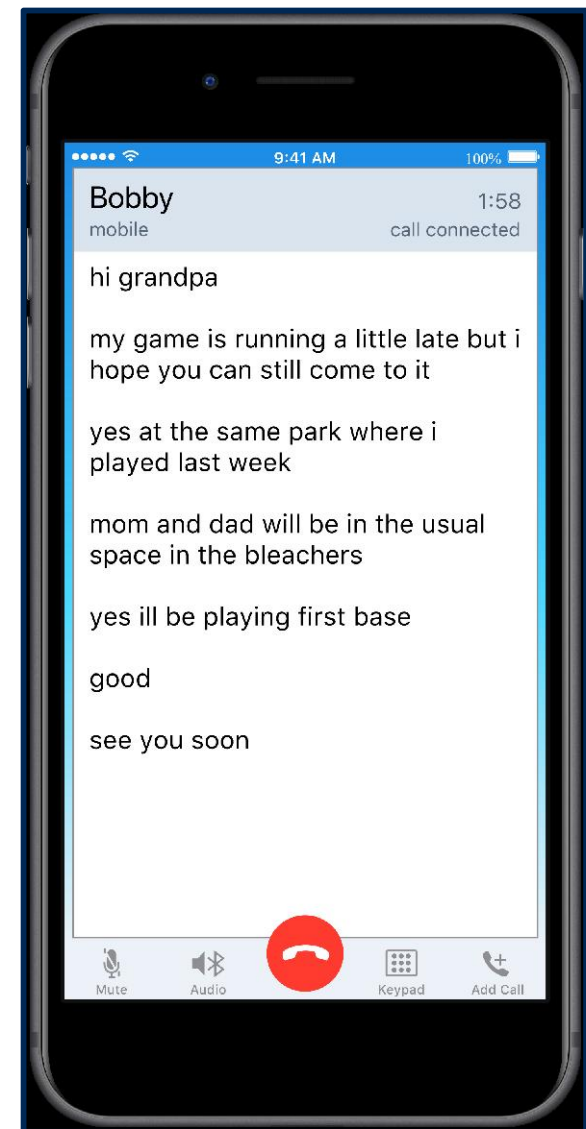 9:41 AM
100%
Bobby
1:58
mobile
call connected
hi grandpa
my game is running a little late but i
hope you can still come to it
yes at the same park where i
played last week
mom and dad will be in the usual
space in the bleachers
yes ill be playing first base
good
see you soon
Mute
Audio
Keypad
Add Call